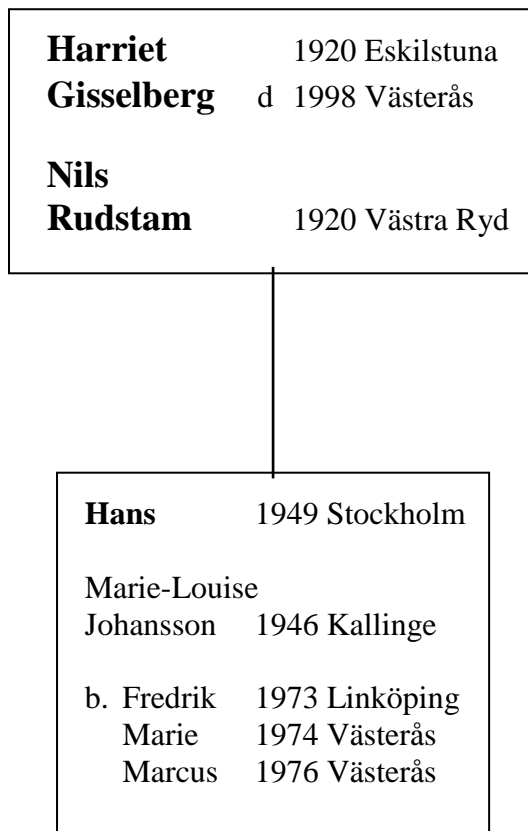 Harriet 1920 Eskilstuna
Gisselberg d 1998 Västerås
Nils
Rudstam 1920 Västra Ryd
Hans 1949 Stockholm
Marie-Louise
Johansson 1946 Kallinge
b. Fredrik 1973 Linköping
Marie 1974 Västerås
Marcus 1976 Västerås